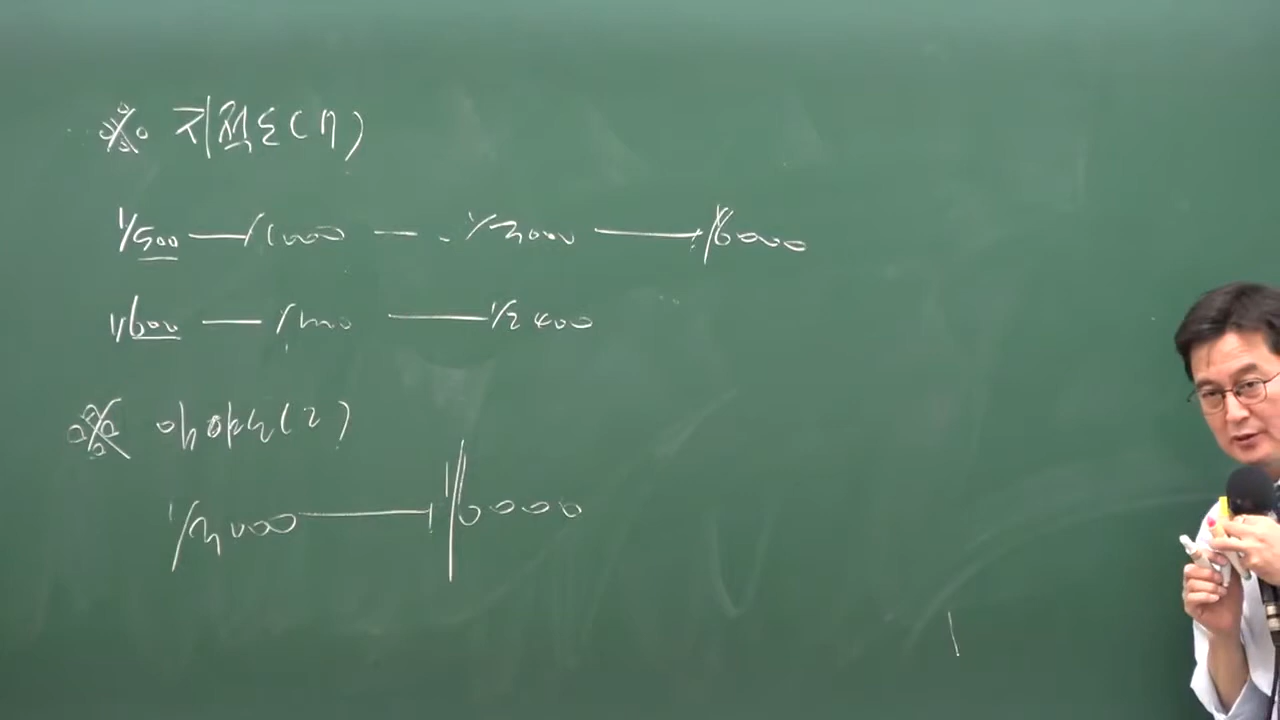 ※ 지적도(7)
1/500 — 1/1000 — 1/3000 — 1/6000
1/600 — 1/1200 — 1/2400
※ 임야도(2)
1/3000 — 1/6000